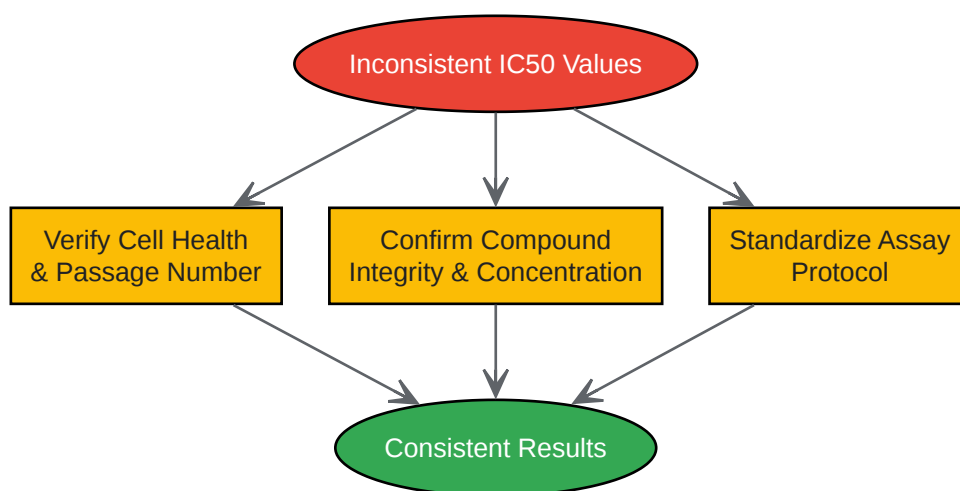 Inconsistent IC50 Values
Verify Cell Health
& Passage Number
Confirm Compound
Integrity & Concentration
Standardize Assay
Protocol
Consistent Results